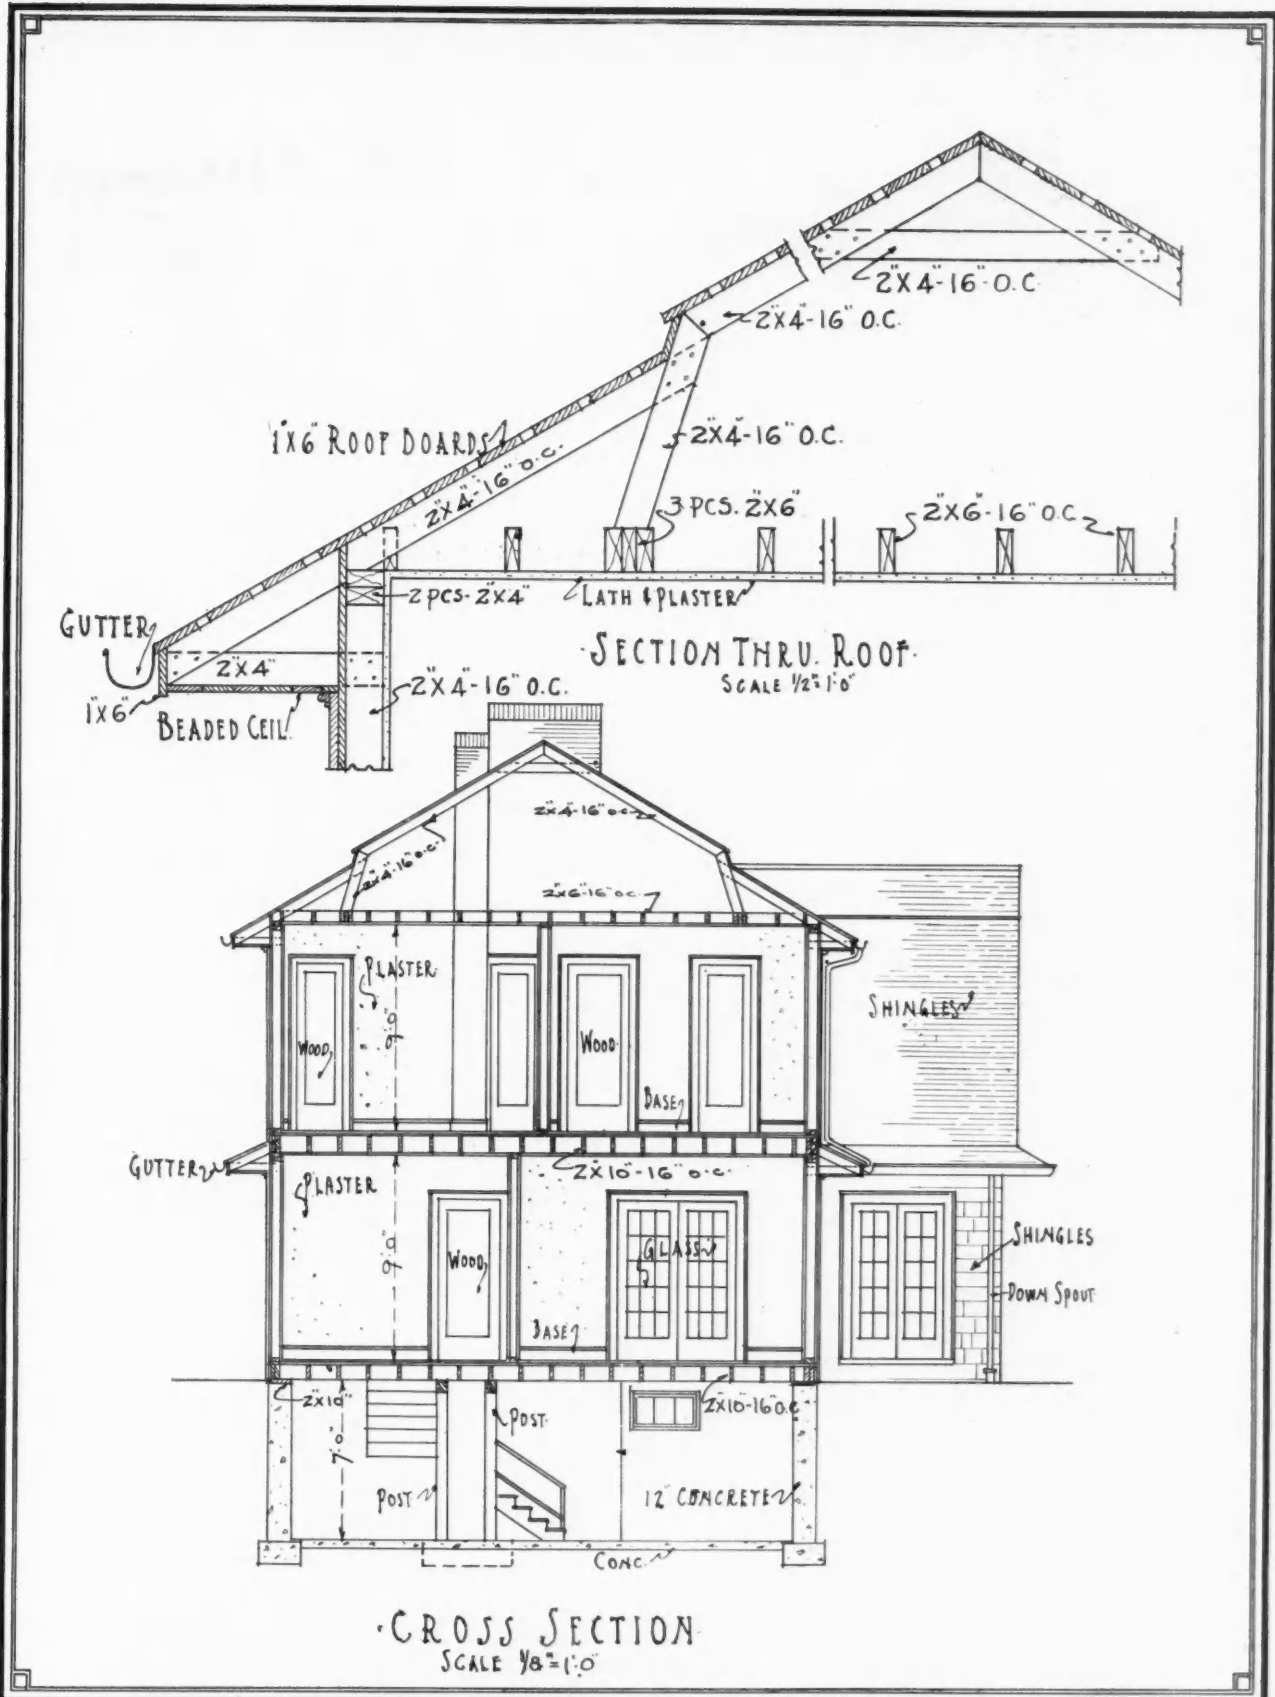 2"X4"-16"O.C.
2"X4"-16" O.C.
1"X6" ROOF BOARDS
2"X4"-16" O.C.
2"X4"-16" O.C.
3 PCS. 2"X6"
2"X6"-16" O.C.
2 PCS-2"X4"
LATH & PLASTER
GUTTER
·SECTION THRU. ROOF·
SCALE 1/2"=1'-0"
2"X4"
2"X4"-16" O.C.
1"X6"
BEADED CEIL.
2"X4"-16" O.C.
2"X4"-16 O.C.
2"X6"-16" O.C.
PLASTER
SHINGLES
9'-0"
WOOD
WOOD
BASE
GUTTER
2"X10"-16" O.C.
PLASTER
9'-0"
WOOD
GLASS
SHINGLES
DOWN SPOUT
BASE
2"X10"
2"X10-16"O.C
POST
7'-0"
POST
12" CONCRETE
CONC.
·CROSS SECTION·
SCALE 1/8"=1'-0"